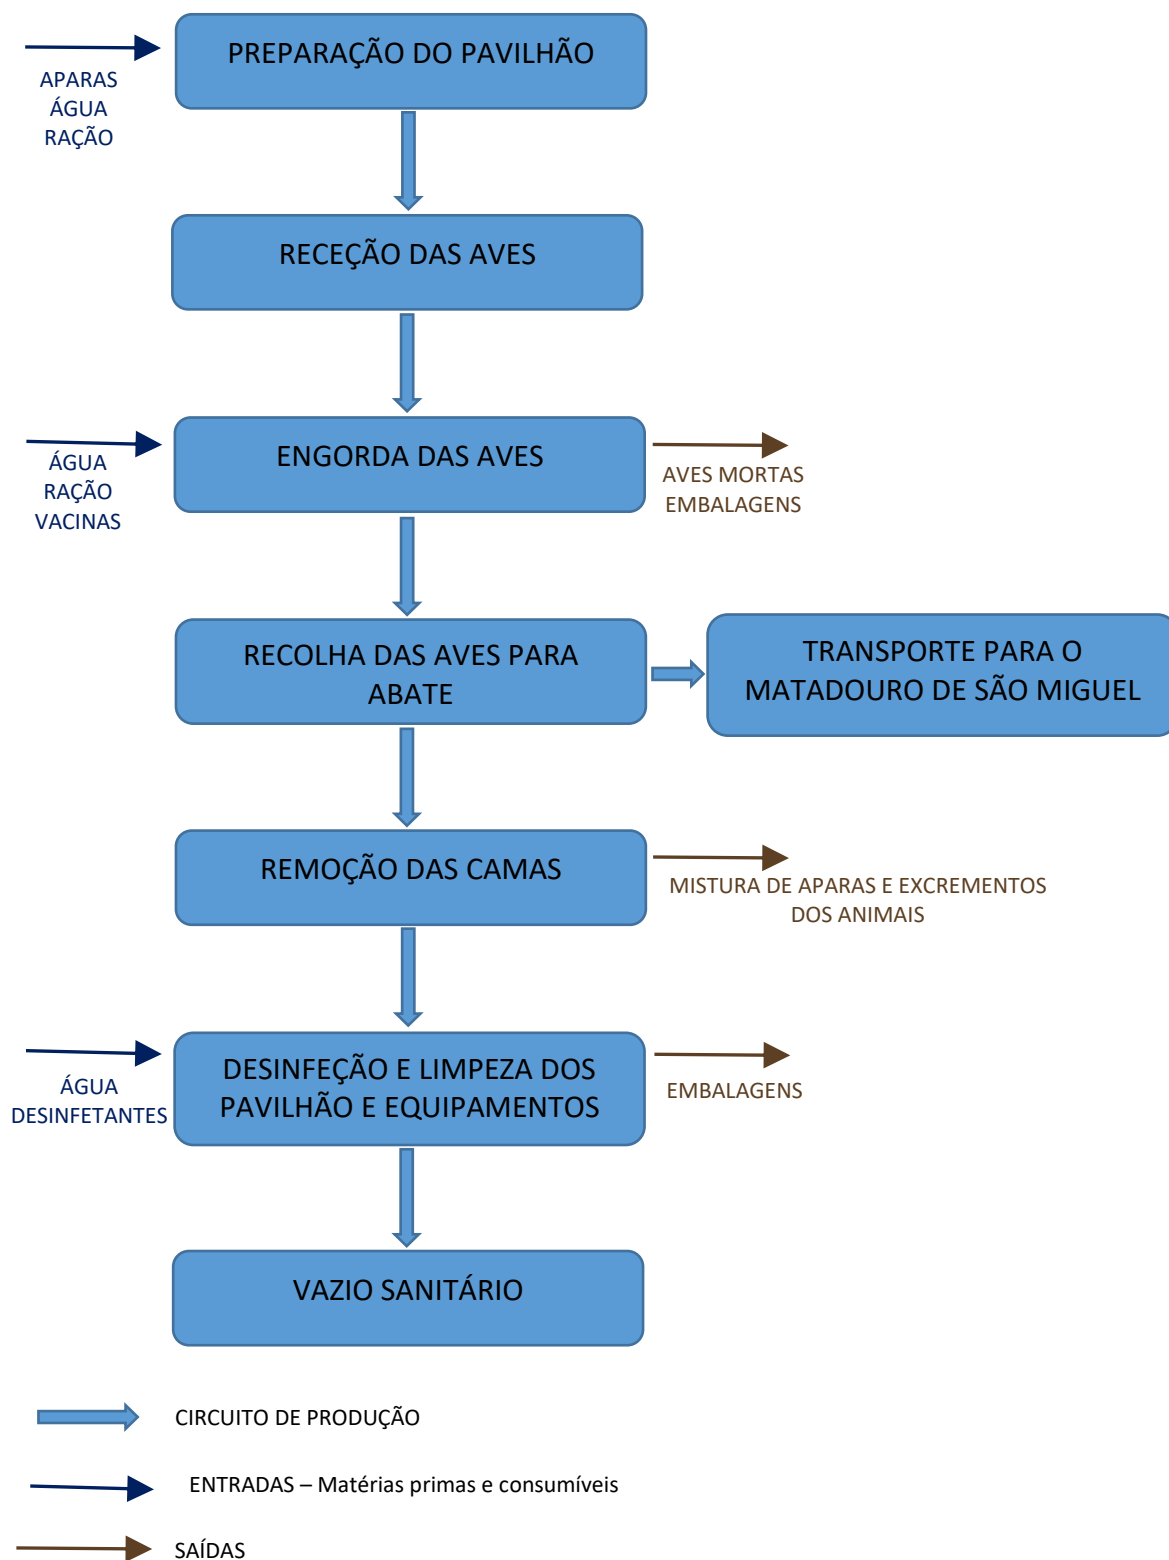 PREPARAÇÃO DO PAVILHÃO
APARAS
ÁGUA
RAÇÃO
RECEÇÃO DAS AVES
ENGORDA DAS AVES
ÁGUA
RAÇÃO
VACINAS
AVES MORTAS
EMBALAGENS
RECOLHA DAS AVES PARA
ABATE
TRANSPORTE PARA O
MATADOURO DE SÃO MIGUEL
REMOÇÃO DAS CAMAS
MISTURA DE APARAS E EXCREMENTOS
DOS ANIMAIS
DESINFEÇÃO E LIMPEZA DOS
PAVILHÃO E EQUIPAMENTOS
ÁGUA
DESINFETANTES
EMBALAGENS
VAZIO SANITÁRIO
CIRCUITO DE PRODUÇÃO
ENTRADAS – Matérias primas e consumíveis
SAÍDAS